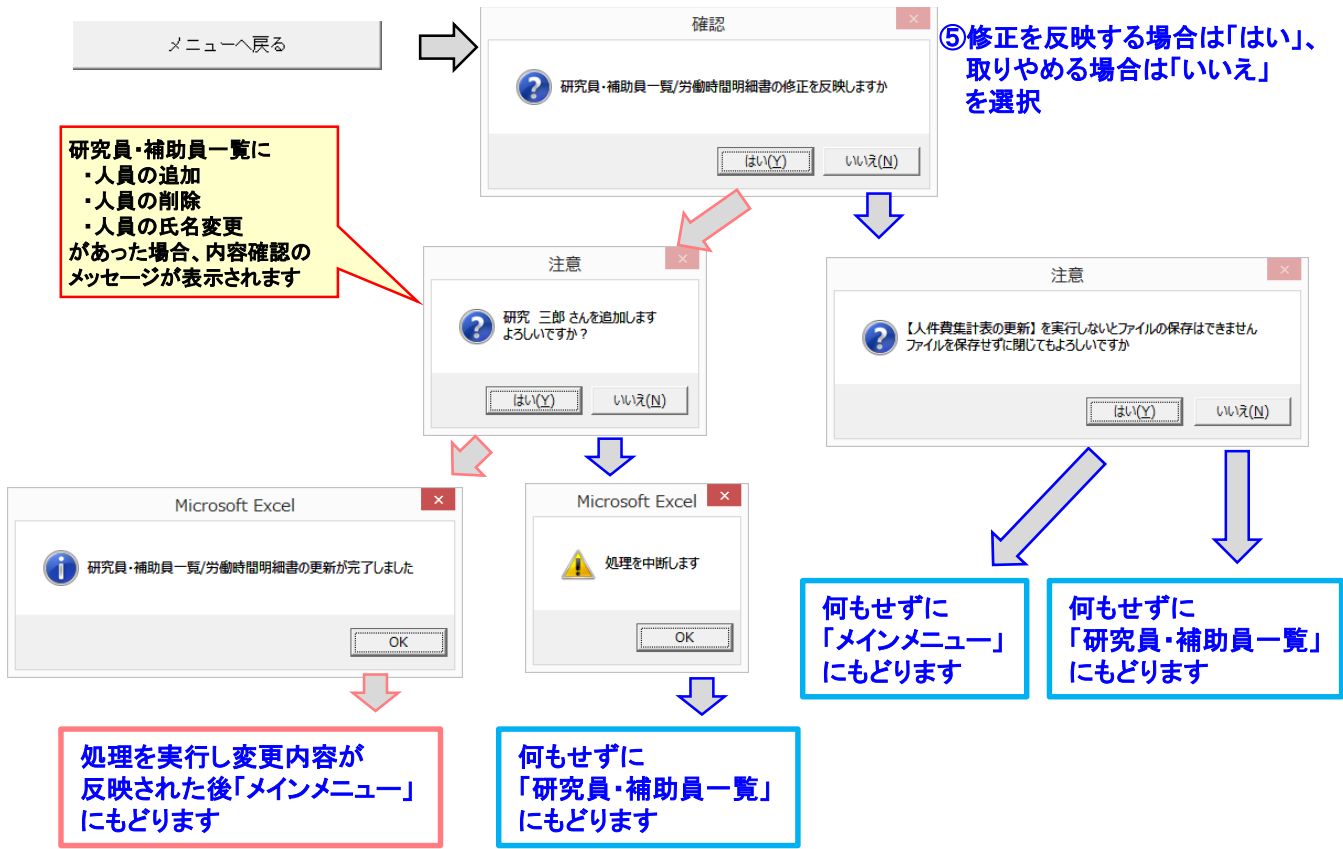 メニューへ戻る
確認
研究員・補助員一覧/労働時間明細書の修正を反映しますか
はい(Y)
いいえ(N)
⑤修正を反映する場合は「はい」、
取りやめる場合は「いいえ」
を選択
研究員・補助員一覧に
・人員の追加
・人員の削除
・人員の氏名変更
があった場合、内容確認の
メッセージが表示されます
注意
研究 三郎 さんを追加します
よろしいですか？
はい(Y)
いいえ(N)
注意
【人件費集計表の更新】を実行しないとファイルの保存はできません
ファイルを保存せずに閉じてもよろしいですか
はい(Y)
いいえ(N)
Microsoft Excel
研究員・補助員一覧/労働時間明細書の更新が完了しました
OK
Microsoft Excel
処理を中断します
OK
何もせずに
「メインメニュー」
にもどります
何もせずに
「研究員・補助員一覧」
にもどります
処理を実行し変更内容が
反映された後「メインメニュー」
にもどります
何もせずに
「研究員・補助員一覧」
にもどります